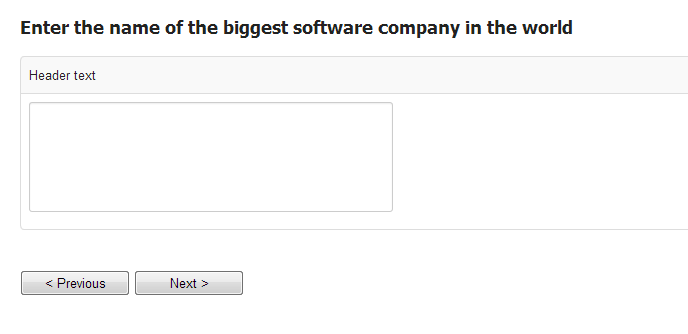 Enter the name of the biggest software company in the world
Header text
< Previous
Next >